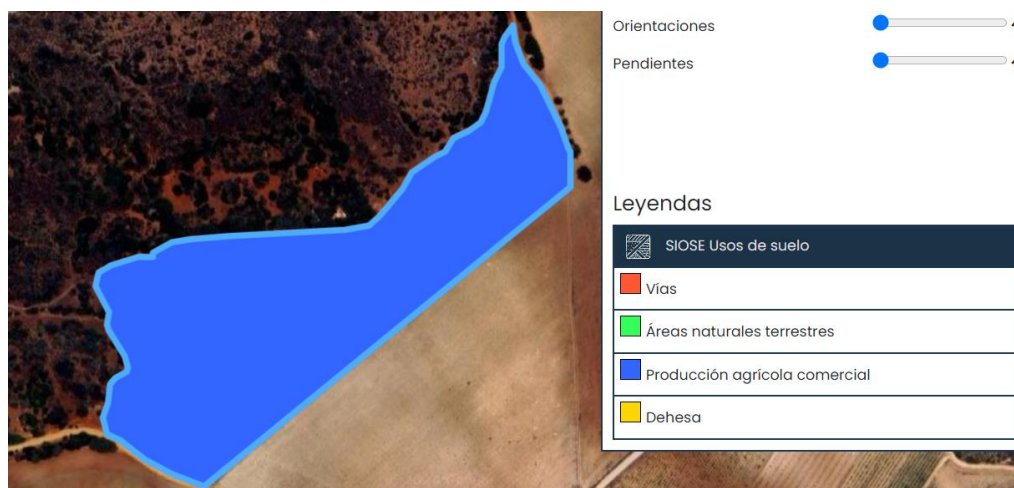 Orientaciones
Pendientes
Leyendas
SIOSE Usos de suelo
Vías
Áreas naturales terrestres
Producción agrícola comercial
Dehesa